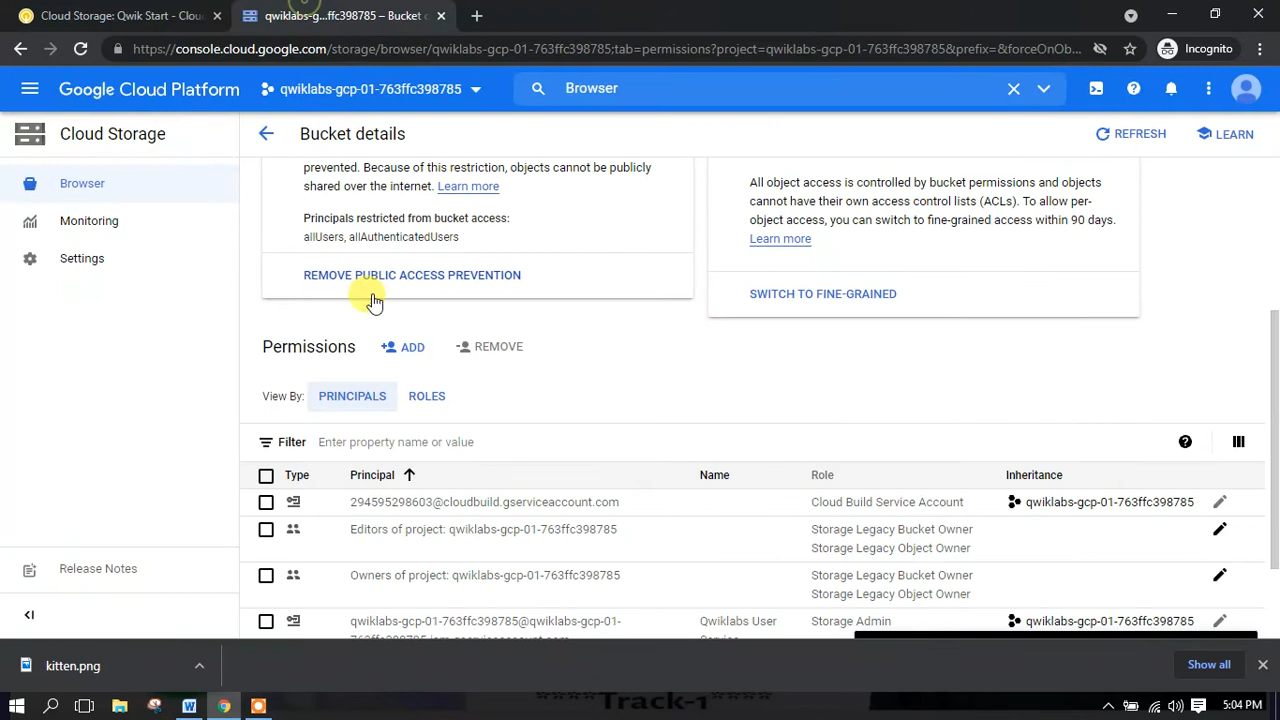 Cloud Storage: Qwik Start - Clou
qwiklabs-g...ffc398785 – Bucket d
https://console.cloud.google.com/storage/browser/qwiklabs-gcp-01-763ffc398785;tab=permissions?project=qwiklabs-gcp-01-763ffc398785&prefix=&forceOnOb...
Incognito
Google Cloud Platform
qwiklabs-gcp-01-763ffc398785
Browser
Cloud Storage
Bucket details
REFRESH
LEARN
Browser
Monitoring
Settings
prevented. Because of this restriction, objects cannot be publicly
shared over the internet. Learn more
Principals restricted from bucket access:
allUsers, allAuthenticatedUsers
REMOVE PUBLIC ACCESS PREVENTION
All object access is controlled by bucket permissions and objects
cannot have their own access control lists (ACLs). To allow per-
object access, you can switch to fine-grained access within 90 days.
Learn more
SWITCH TO FINE-GRAINED
Permissions
ADD
REMOVE
View By:
PRINCIPALS
ROLES
Filter
Enter property name or value
Type
Principal
Name
Role
Inheritance
294595298603@cloudbuild.gserviceaccount.com
Cloud Build Service Account
qwiklabs-gcp-01-763ffc398785
Editors of project: qwiklabs-gcp-01-763ffc398785
Storage Legacy Bucket Owner
Storage Legacy Object Owner
Owners of project: qwiklabs-gcp-01-763ffc398785
Storage Legacy Bucket Owner
Storage Legacy Object Owner
qwiklabs-gcp-01-763ffc398785@qwiklabs-gcp-
Qwiklabs User
Storage Admin
qwiklabs-gcp-01-763ffc398785
Release Notes
kitten.png
Show all
****Track-1****
5:04 PM